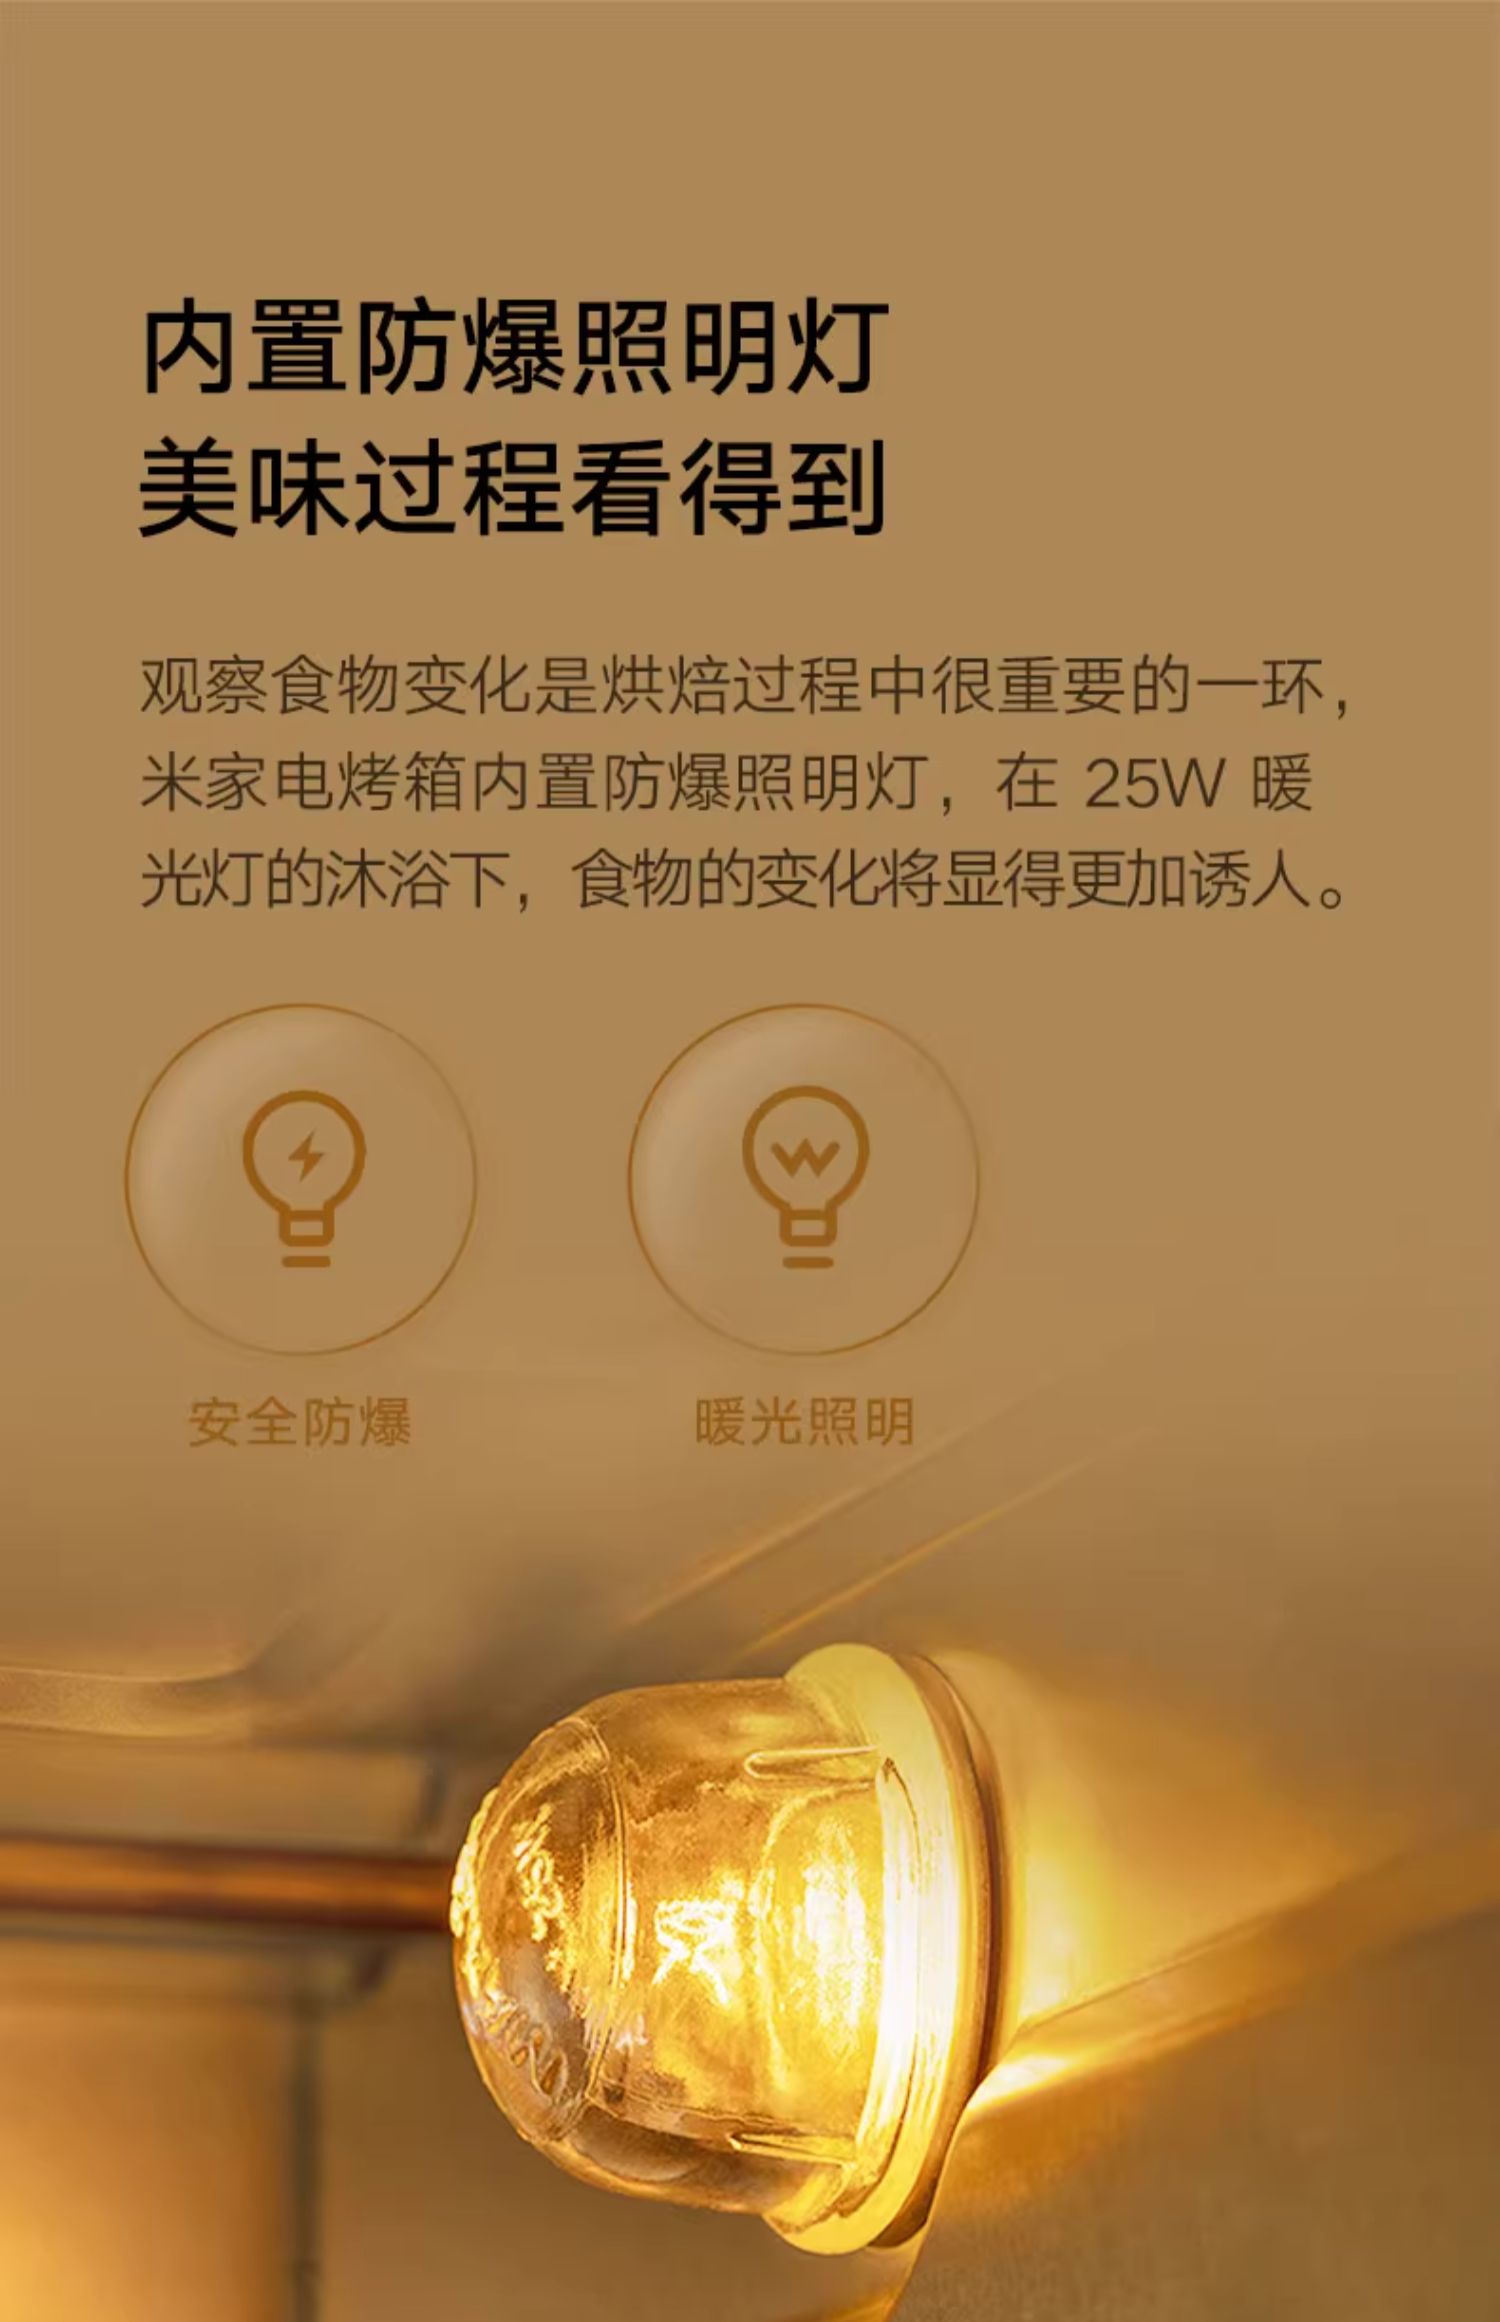 内置防爆照明灯
美味过程看得到
观察食物变化是烘焙过程中很重要的一环，
米家电烤箱内置防爆照明灯，在 25W 暖
光灯的沐浴下，食物的变化将显得更加诱人。
安全防爆
暖光照明